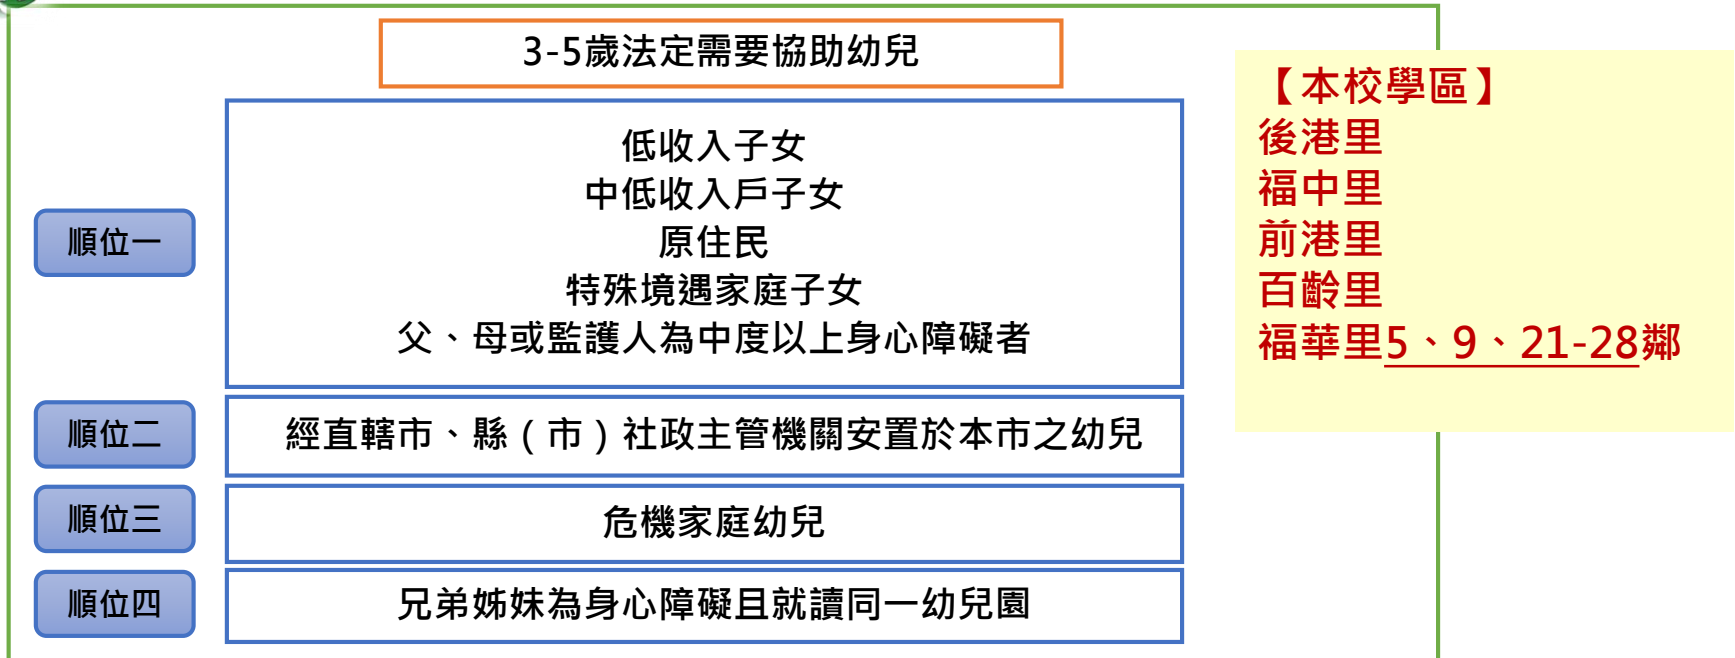 3-5歲法定需要協助幼兒
順位一
低收入子女
中低收入戶子女
原住民
特殊境遇家庭子女
父、母或監護人為中度以上身心障礙者
順位二
經直轄市、縣（市）社政主管機關安置於本市之幼兒
順位三
危機家庭幼兒
順位四
兄弟姊妹為身心障礙且就讀同一幼兒園
【本校學區】
後港里
福中里
前港里
百齡里
福華里5、9、21-28鄰